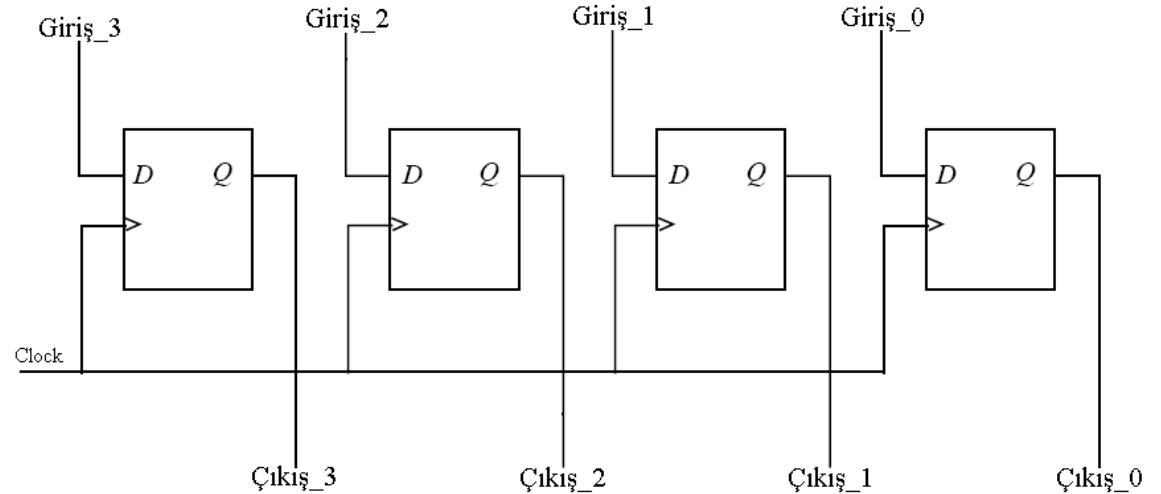 Giriş_3
Giriş_2
Giriş_1
Giriş_0
D Q
D Q
D Q
D Q
Clock
Çıkış_3
Çıkış_2
Çıkış_1
Çıkış_0